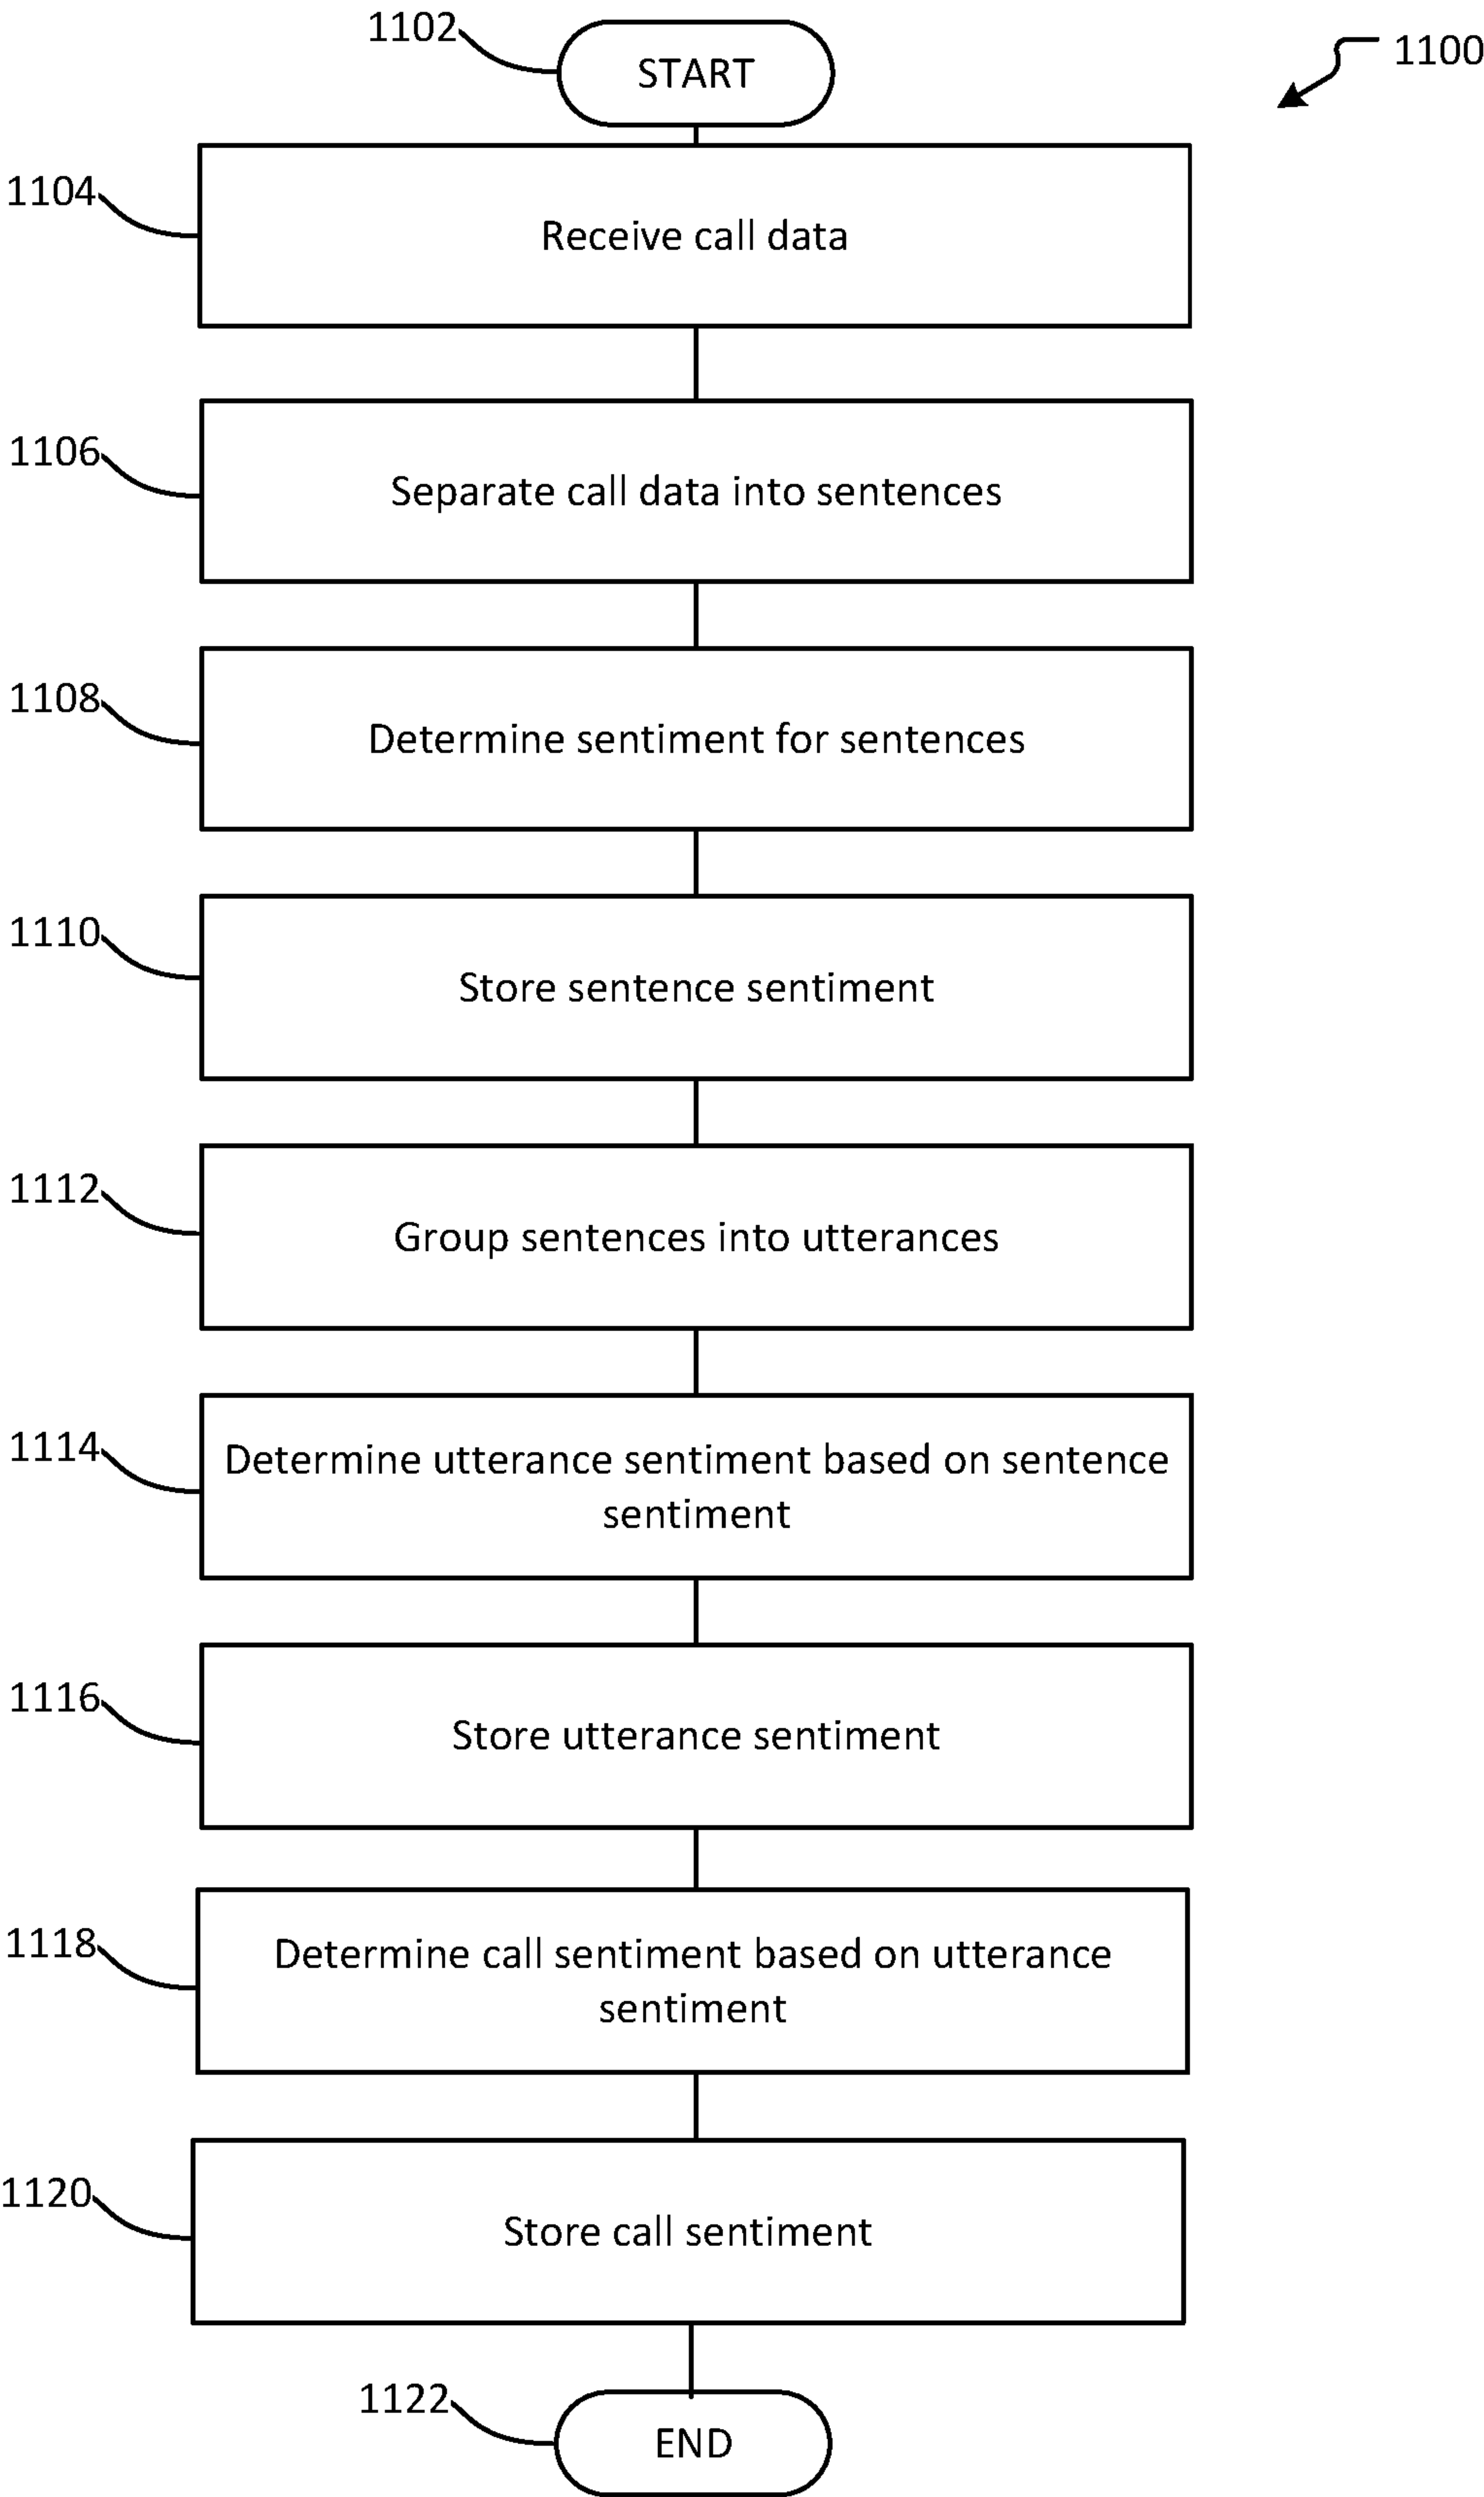 1102
START
1100
1104
Receive call data
1106
Separate call data into sentences
1108
Determine sentiment for sentences
1110
Store sentence sentiment
1112
Group sentences into utterances
1114
Determine utterance sentiment based on sentence
sentiment
1116
Store utterance sentiment
1118
Determine call sentiment based on utterance
sentiment
1120
Store call sentiment
1122
END